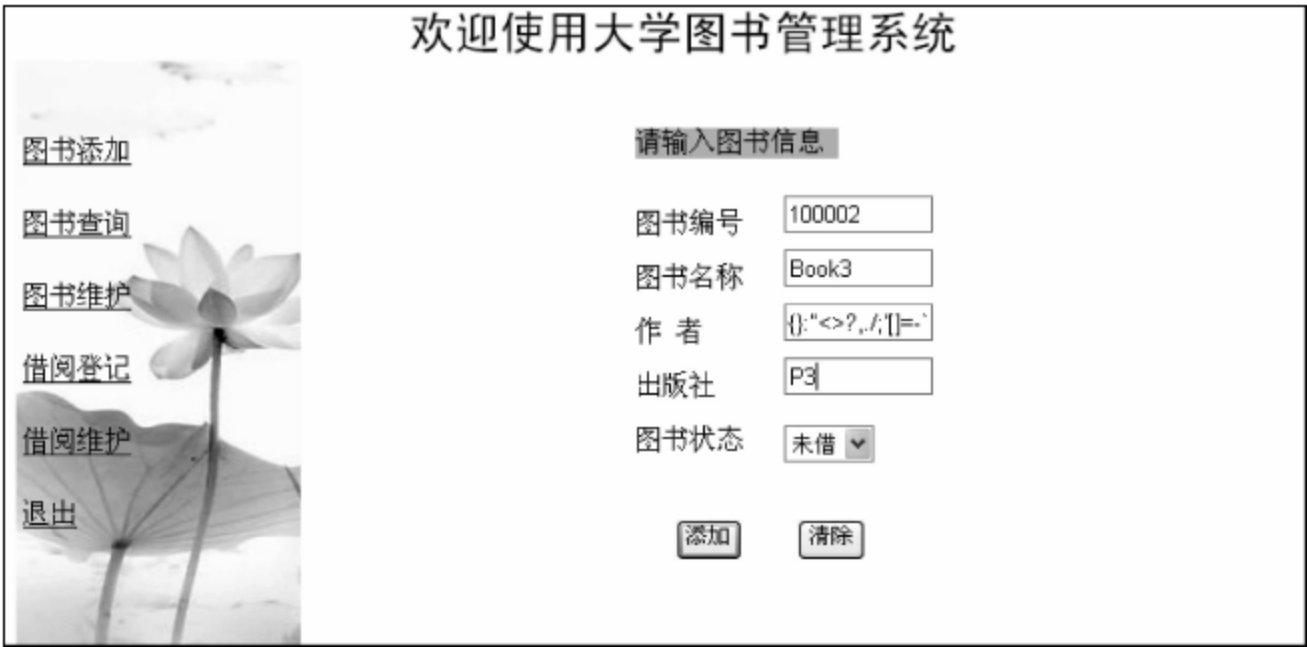 欢迎使用大学图书管理系统
图书添加
图书查询
图书维护
借阅登记
借阅维护
退出
请输入图书信息
图书编号 100002
图书名称 Book3
作 者 {}:"<>?,./;'[]=-`
出版社 P3
图书状态 未借
添加 清除